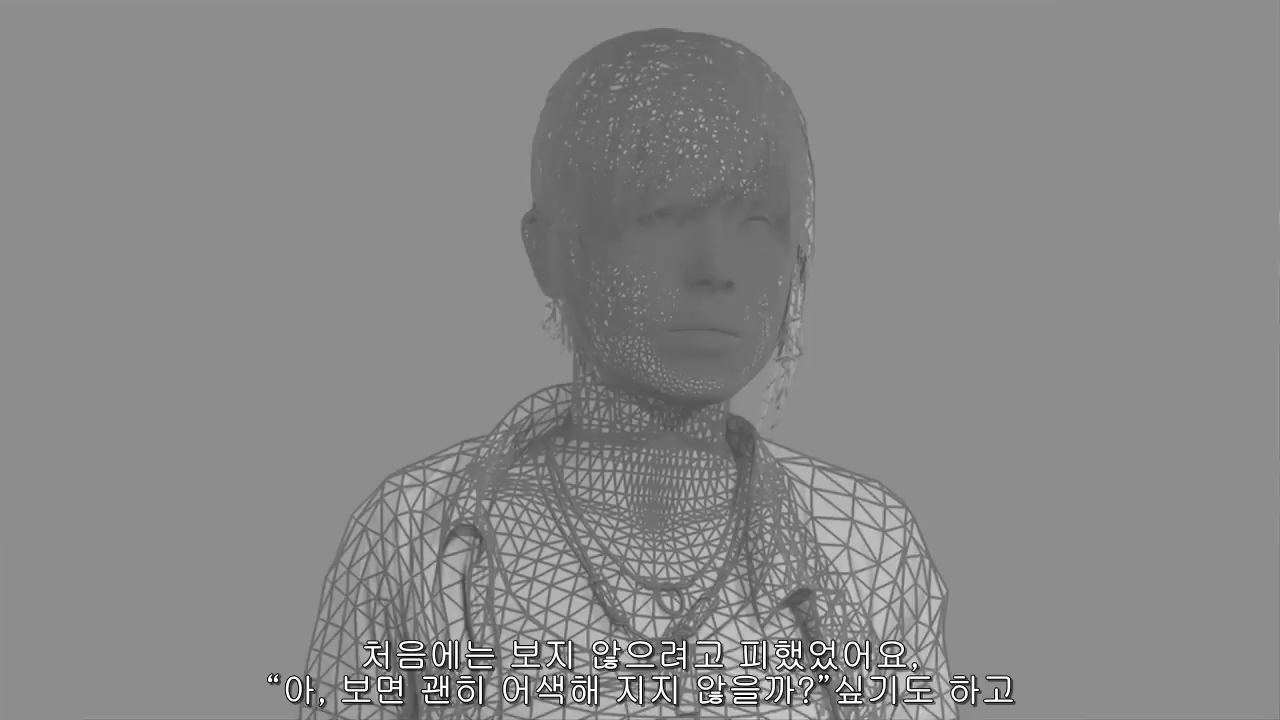 처음에는 보지 않으려고 피했었어요,
“아, 보면 괜히 어색해 지지 않을까?”싶기도 하고